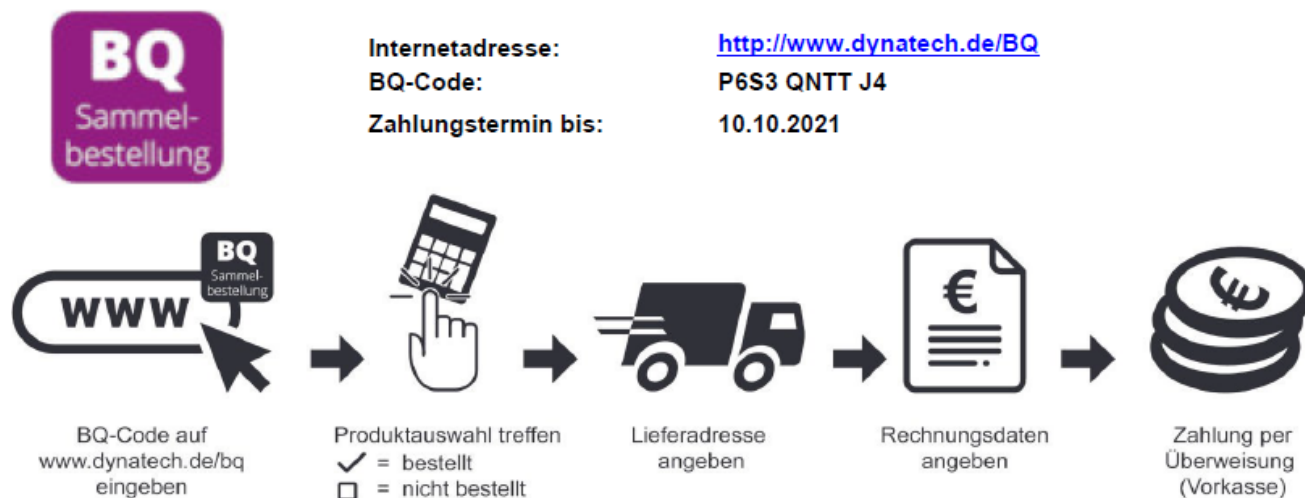 BQ
Sammel-
bestellung
Internetadresse: http://www.dynatech.de/BQ
BQ-Code: P6S3 QNTT J4
Zahlungstermin bis: 10.10.2021
BQ
Sammel-
bestellung
WWW
€
€
BQ-Code auf
www.dynatech.de/bq
eingeben
Produktauswahl treffen
✓ = bestellt
□ = nicht bestellt
Lieferadresse
angeben
Rechnungsdaten
angeben
Zahlung per
Überweisung
(Vorkasse)